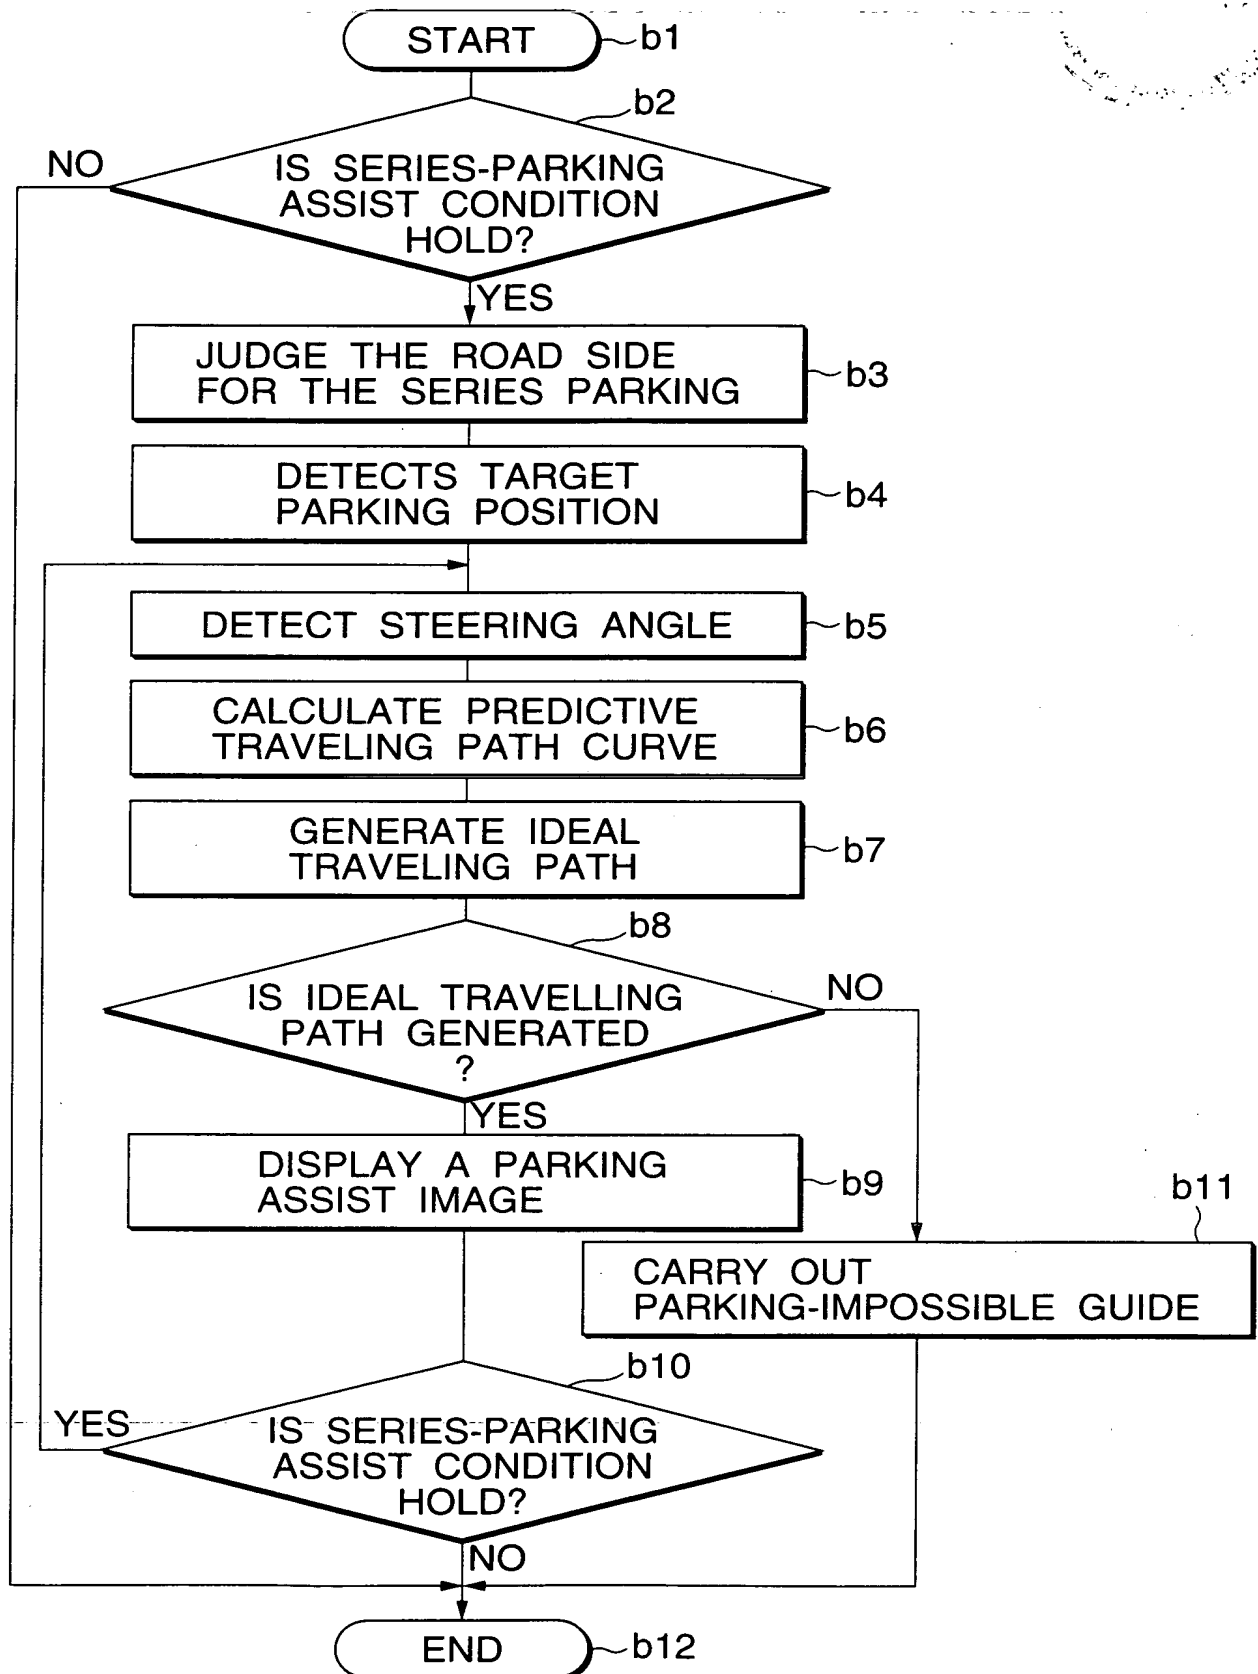 START
b1
b2
NO
IS SERIES-PARKING
ASSIST CONDITION
HOLD?
YES
JUDGE THE ROAD SIDE
FOR THE SERIES PARKING
b3
DETECTS TARGET
PARKING POSITION
b4
DETECT STEERING ANGLE
b5
CALCULATE PREDICTIVE
TRAVELING PATH CURVE
b6
GENERATE IDEAL
TRAVELING PATH
b7
b8
IS IDEAL TRAVELLING
PATH GENERATED
?
NO
YES
DISPLAY A PARKING
ASSIST IMAGE
b9
b11
CARRY OUT
PARKING-IMPOSSIBLE GUIDE
b10
YES
IS SERIES-PARKING
ASSIST CONDITION
HOLD?
NO
END
b12